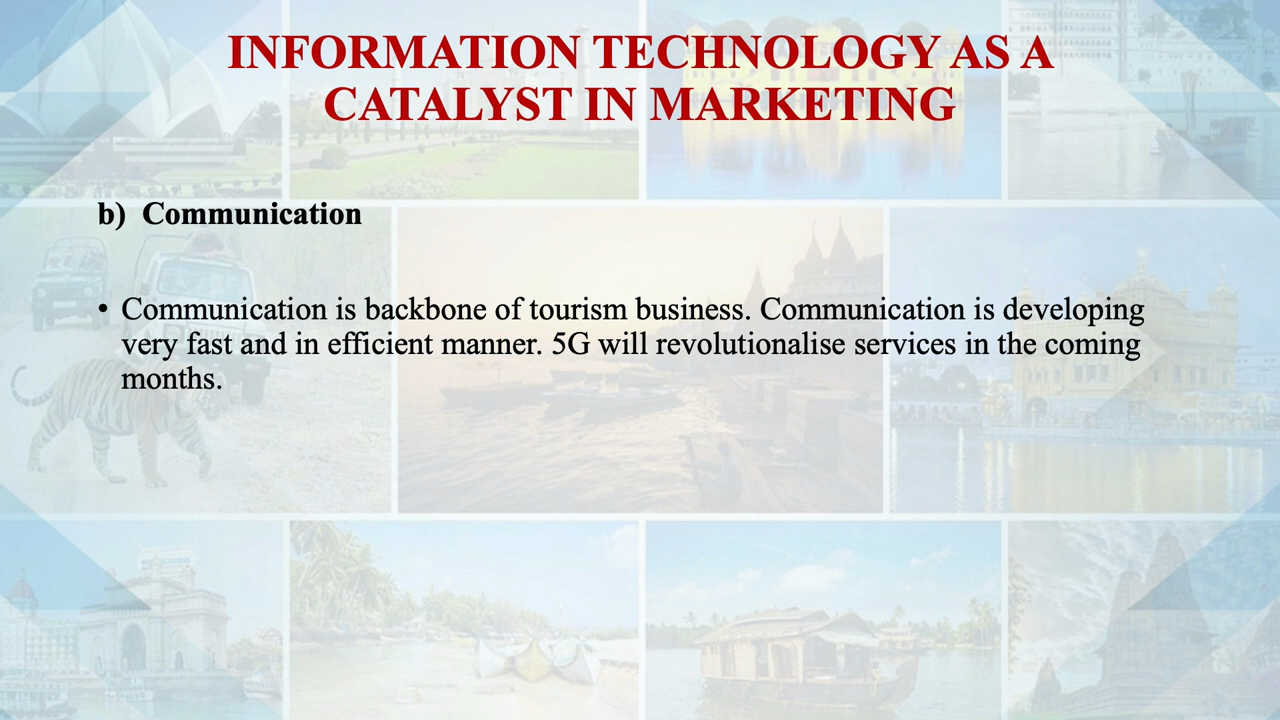 INFORMATION TECHNOLOGY AS A
CATALYST IN MARKETING
b) Communication
• Communication is backbone of tourism business. Communication is developing
very fast and in efficient manner. 5G will revolutionalise services in the coming
months.